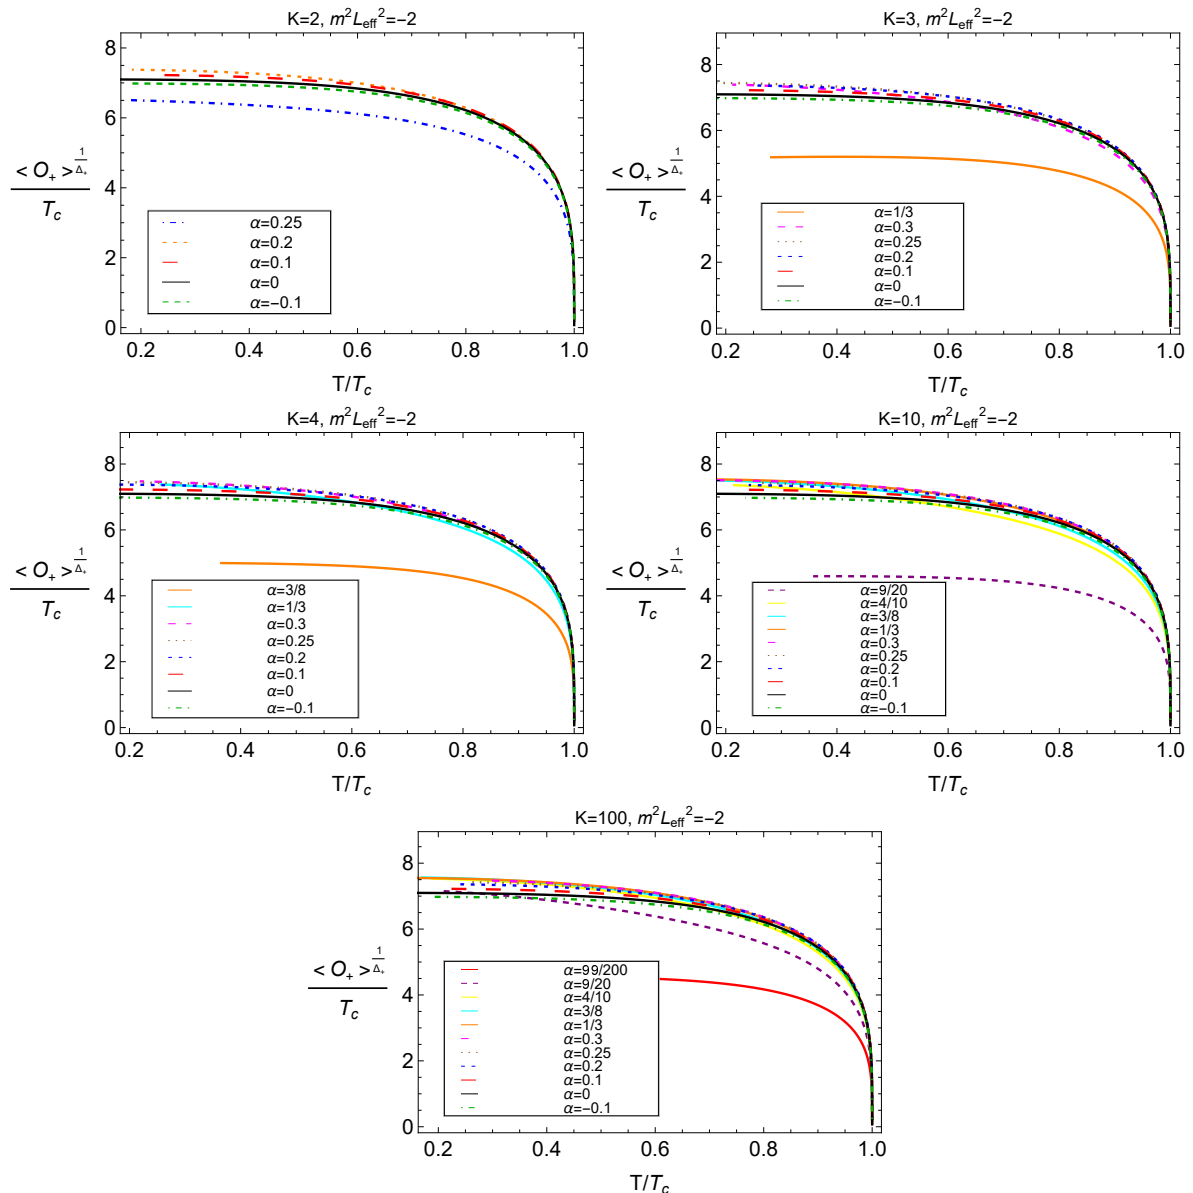 K=2, m²L_eff²=−2
8
6
4
2
0
<O₊>^(1/Δ₊)
T_c
α=0.25
α=0.2
α=0.1
α=0
α=−0.1
0.2 0.4 0.6 0.8 1.0
T/T_c
K=3, m²L_eff²=−2
8
6
4
2
0
<O₊>^(1/Δ₊)
T_c
α=1/3
α=0.3
α=0.25
α=0.2
α=0.1
α=0
α=−0.1
0.2 0.4 0.6 0.8 1.0
T/T_c
K=4, m²L_eff²=−2
8
6
4
2
0
<O₊>^(1/Δ₊)
T_c
α=3/8
α=1/3
α=0.3
α=0.25
α=0.2
α=0.1
α=0
α=−0.1
0.2 0.4 0.6 0.8 1.0
T/T_c
K=10, m²L_eff²=−2
8
6
4
2
0
<O₊>^(1/Δ₊)
T_c
α=9/20
α=4/10
α=3/8
α=1/3
α=0.3
α=0.25
α=0.2
α=0.1
α=0
α=−0.1
0.2 0.4 0.6 0.8 1.0
T/T_c
K=100, m²L_eff²=−2
8
6
4
2
0
<O₊>^(1/Δ₊)
T_c
α=99/200
α=9/20
α=4/10
α=3/8
α=1/3
α=0.3
α=0.25
α=0.2
α=0.1
α=0
α=−0.1
0.2 0.4 0.6 0.8 1.0
T/T_c